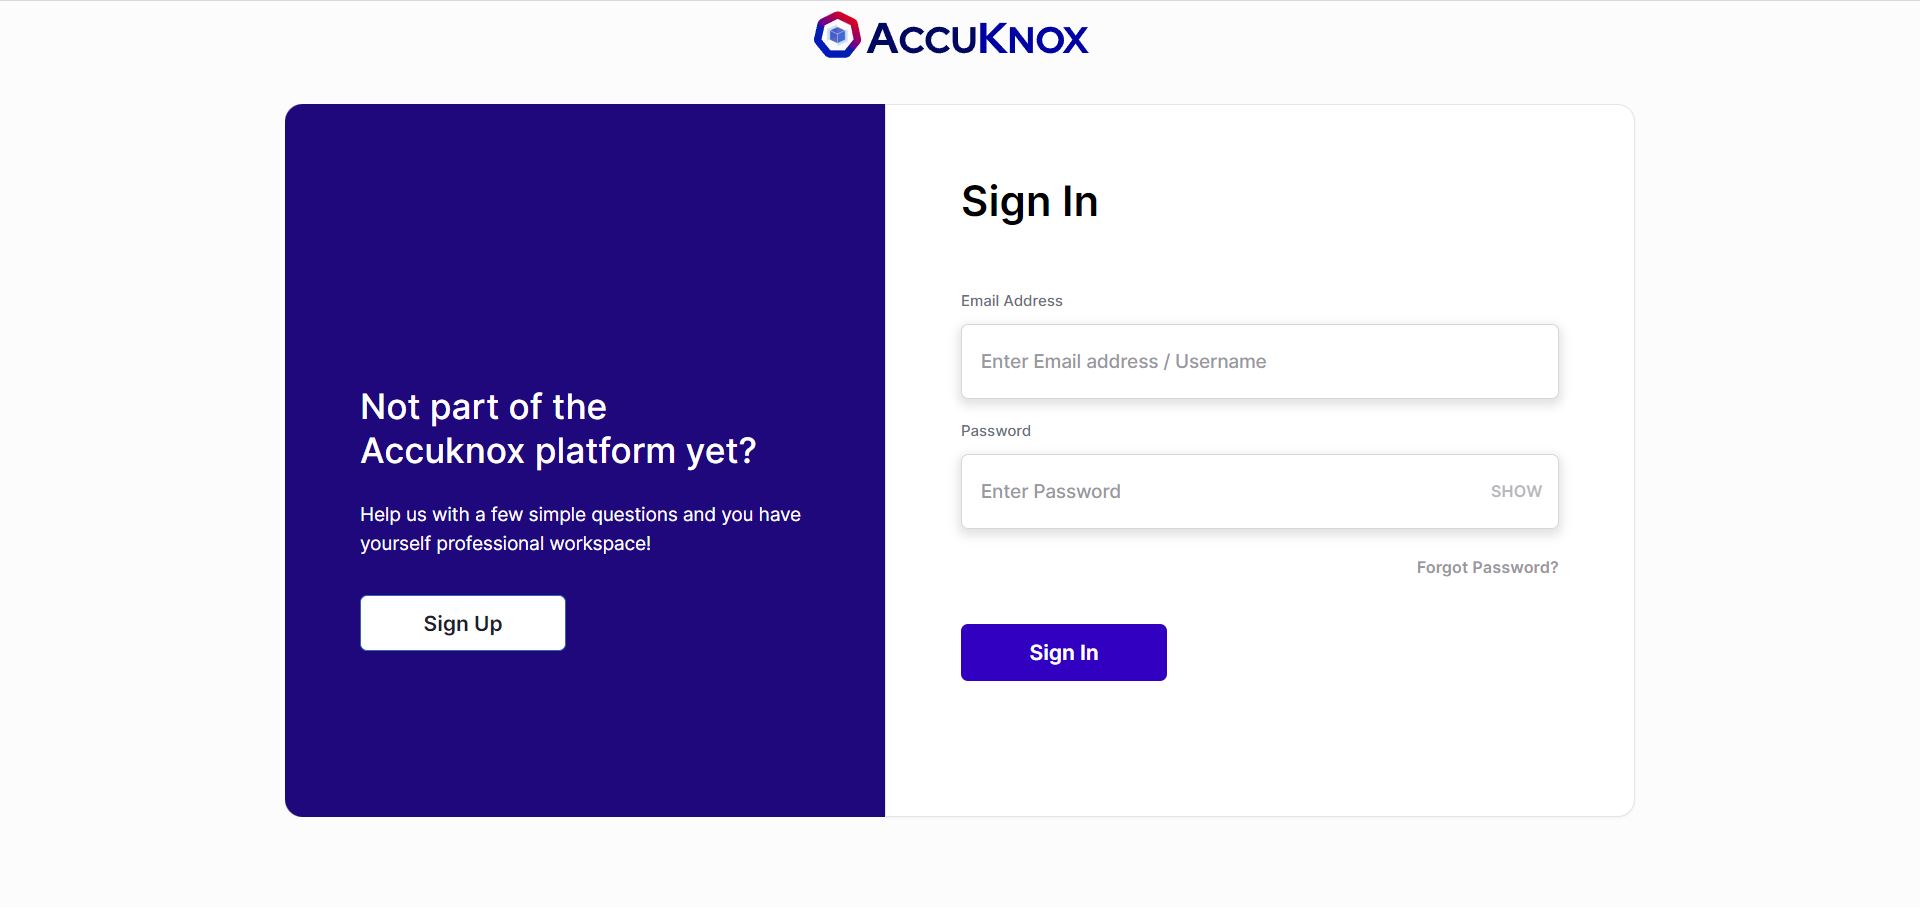 ACCUKNOX
Not part of the
Accuknox platform yet?
Help us with a few simple questions and you have
yourself professional workspace!
Sign Up
Sign In
Email Address
Enter Email address / Username
Password
Enter Password SHOW
Forgot Password?
Sign In